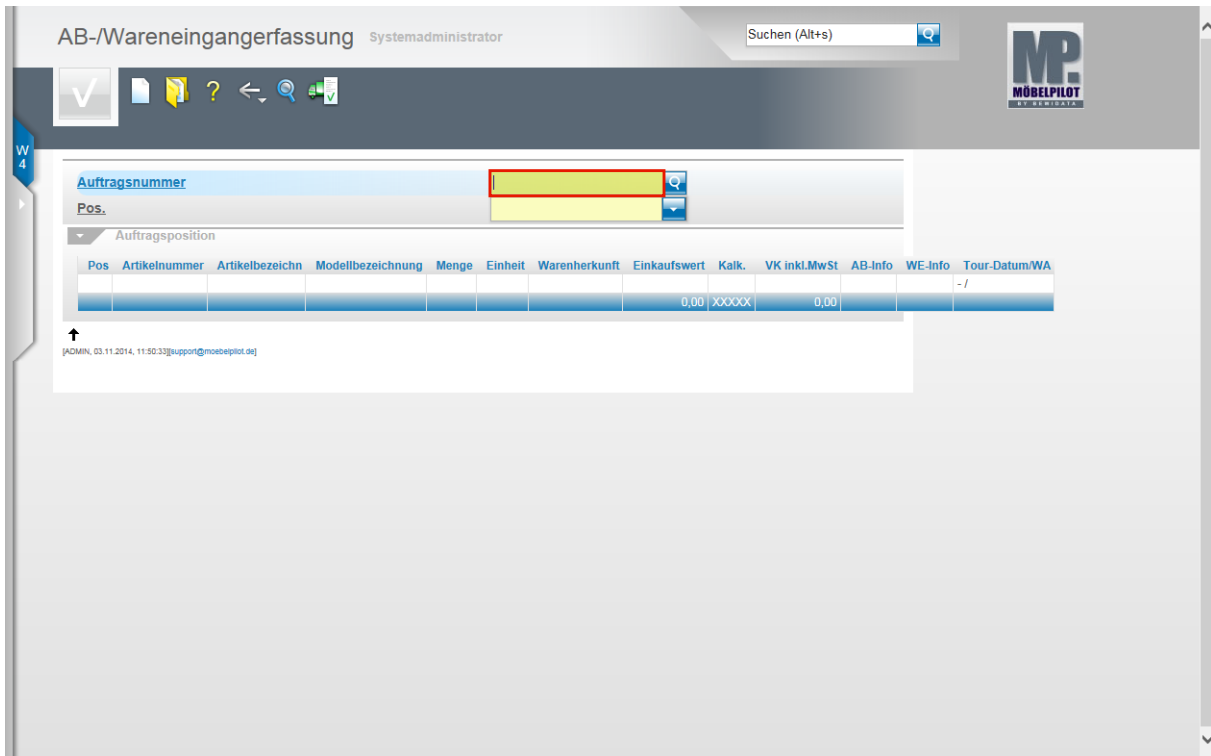 AB-/Wareneingangerfassung Systemadministrator
Suchen (Alt+s)
MP.
MÖBELPILOT
BY BEWIDATA
?
W
4
Auftragsnummer
Pos.
Auftragsposition
Pos Artikelnummer Artikelbezeichn Modellbezeichnung Menge Einheit Warenherkunft Einkaufswert Kalk. VK inkl.MwSt AB-Info WE-Info Tour-Datum/WA
- /
0,00 XXXXX 0,00
[ADMIN, 03.11.2014, 11:50:33][support@moebelpilot.de]